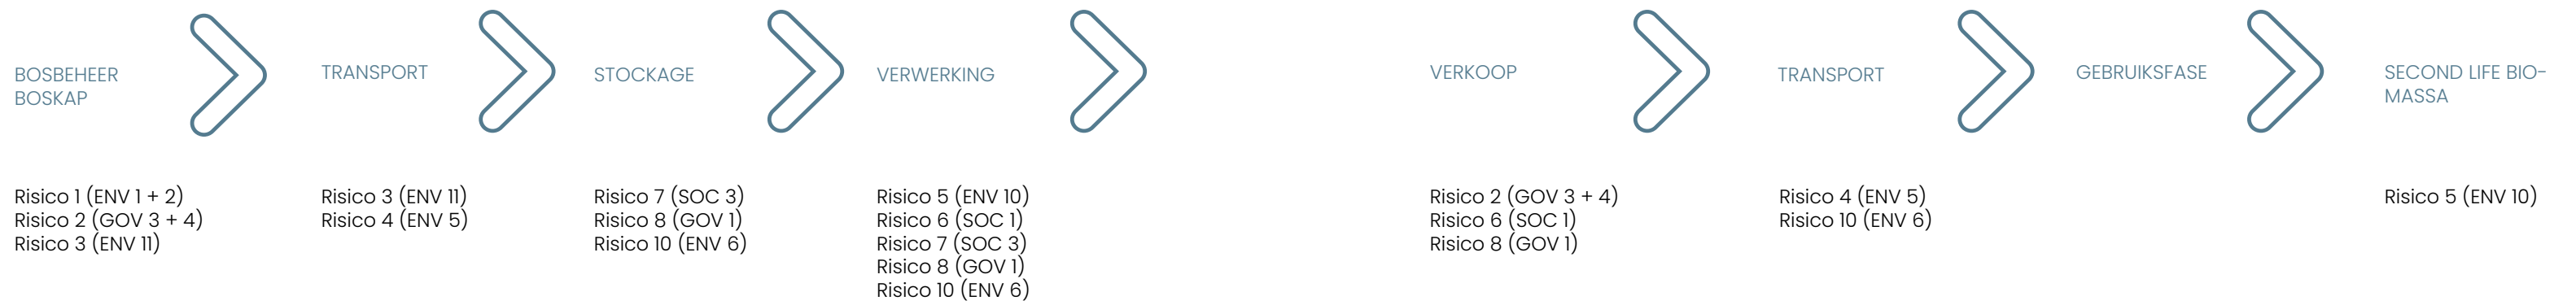 BOSBEHEER
BOSKAP
TRANSPORT
STOCKAGE
VERWERKING
VERKOOP
TRANSPORT
GEBRUIKSFASE
SECOND LIFE BIO-
MASSA
Risico 1 (ENV 1 + 2)
Risico 2 (GOV 3 + 4)
Risico 3 (ENV 11)
Risico 3 (ENV 11)
Risico 4 (ENV 5)
Risico 7 (SOC 3)
Risico 8 (GOV 1)
Risico 10 (ENV 6)
Risico 5 (ENV 10)
Risico 6 (SOC 1)
Risico 7 (SOC 3)
Risico 8 (GOV 1)
Risico 10 (ENV 6)
Risico 2 (GOV 3 + 4)
Risico 6 (SOC 1)
Risico 8 (GOV 1)
Risico 4 (ENV 5)
Risico 10 (ENV 6)
Risico 5 (ENV 10)